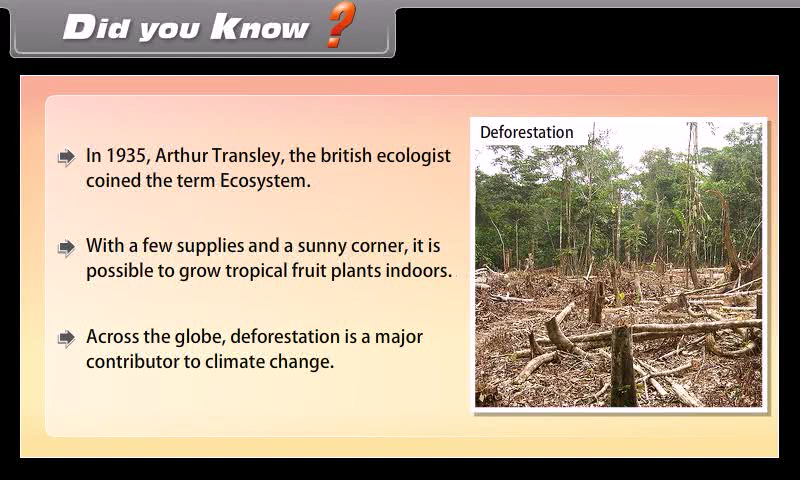 Did you Know ?
Deforestation
In 1935, Arthur Transley, the british ecologist
coined the term Ecosystem.
With a few supplies and a sunny corner, it is
possible to grow tropical fruit plants indoors.
Across the globe, deforestation is a major
contributor to climate change.